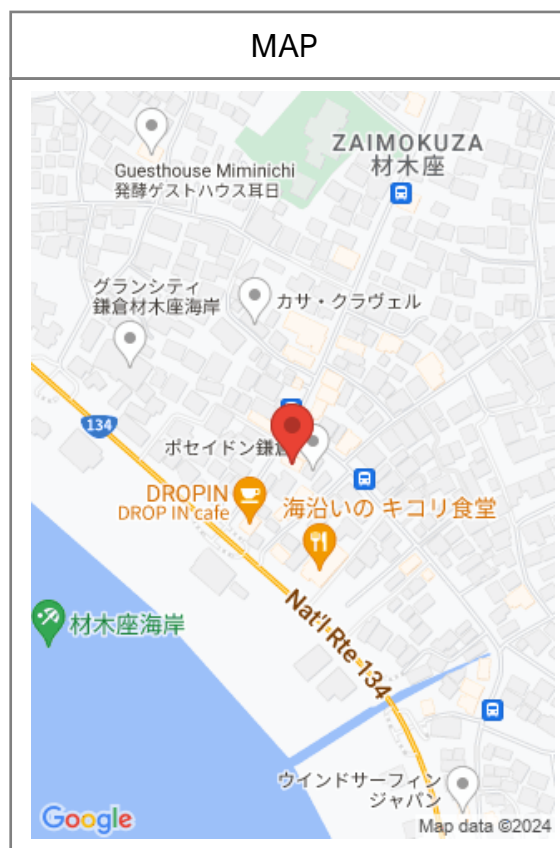 MAP
ZAIMOKUZA
材木座
Guesthouse Miminichi
発酵ゲストハウス耳日
グランシティ
鎌倉材木座海岸
カサ・クラヴェル
134
ポセイドン鎌倉
DROPIN
DROP IN cafe
海沿いの キコリ食堂
Nat'l Rte 134
材木座海岸
ウインドサーフィン
ジャパン
Google
Map data ©2024